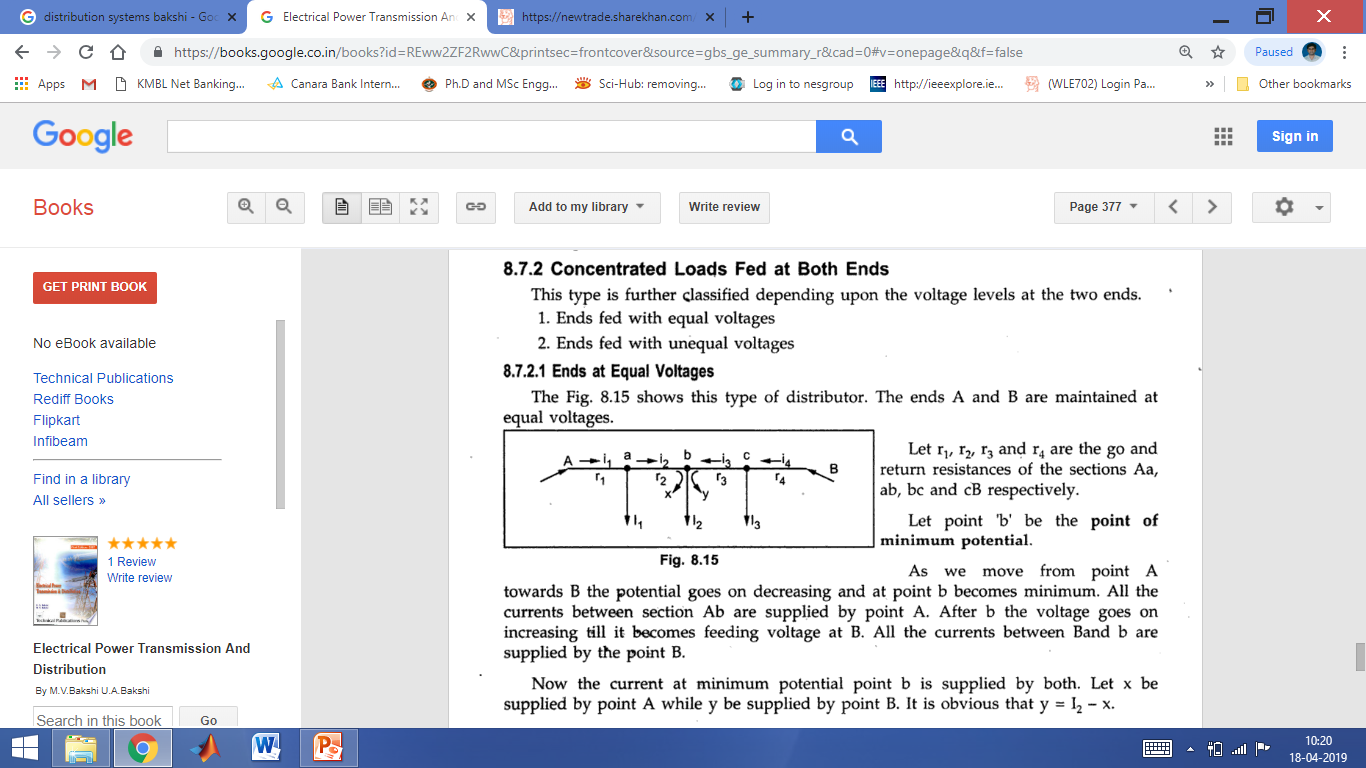 distribution systems bakshi - Goo
Electrical Power Transmission An
https://newtrade.sharekhan.com
https://books.google.co.in/books?id=REww2ZF2RwwC&printsec=frontcover&source=gbs_ge_summary_r&cad=0#v=onepage&q&f=false
Paused
Apps
KMBL Net Banking...
Canara Bank Intern...
Ph.D and MSc Engg...
Sci-Hub: removing...
Log in to nesgroup
IEEE http://ieeexplore.ie...
(WLE702) Login Pa...
»
Other bookmarks
Google
Sign in
Books
Add to my library
Write review
Page 377
GET PRINT BOOK
No eBook available
Technical Publications
Rediff Books
Flipkart
Infibeam
Find in a library
All sellers »
1 Review
Write review
Electrical Power Transmission And
Distribution
By M.V.Bakshi U.A.Bakshi
Search in this book
Go
8.7.2 Concentrated Loads Fed at Both Ends
This type is further classified depending upon the voltage levels at the two ends.
1. Ends fed with equal voltages
2. Ends fed with unequal voltages
8.7.2.1 Ends at Equal Voltages
The Fig. 8.15 shows this type of distributor. The ends A and B are maintained at
equal voltages.
A i₁ a i₂ b i₃ c i₄ B
r₁ r₂ r₃ r₄
x y
I₁ I₂ I₃
Fig. 8.15
Let r₁, r₂, r₃ and r₄ are the go and
return resistances of the sections Aa,
ab, bc and cB respectively.
Let point 'b' be the point of
minimum potential.
As we move from point A
towards B the potential goes on decreasing and at point b becomes minimum. All the
currents between section Ab are supplied by point A. After b the voltage goes on
increasing till it becomes feeding voltage at B. All the currents between Band b are
supplied by the point B.
Now the current at minimum potential point b is supplied by both. Let x be
supplied by point A while y be supplied by point B. It is obvious that y = I₂ − x.
10:20
18-04-2019